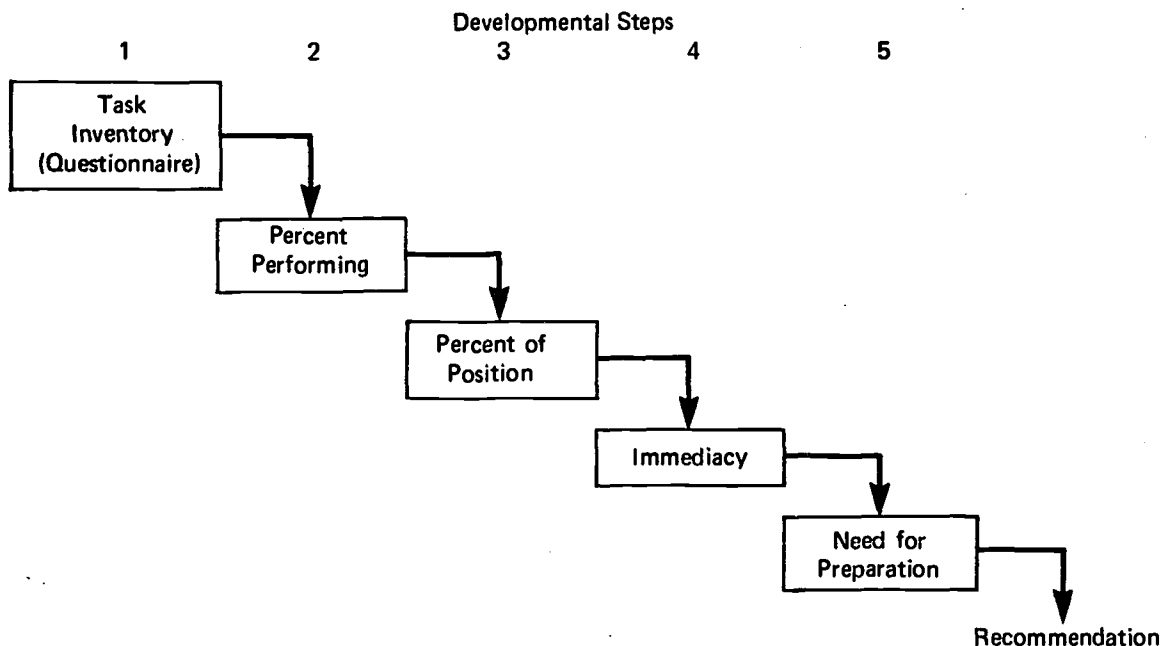 Developmental Steps
1 2 3 4 5
Task
Inventory
(Questionnaire)
Percent
Performing
Percent of
Position
Immediacy
Need for
Preparation
Recommendation